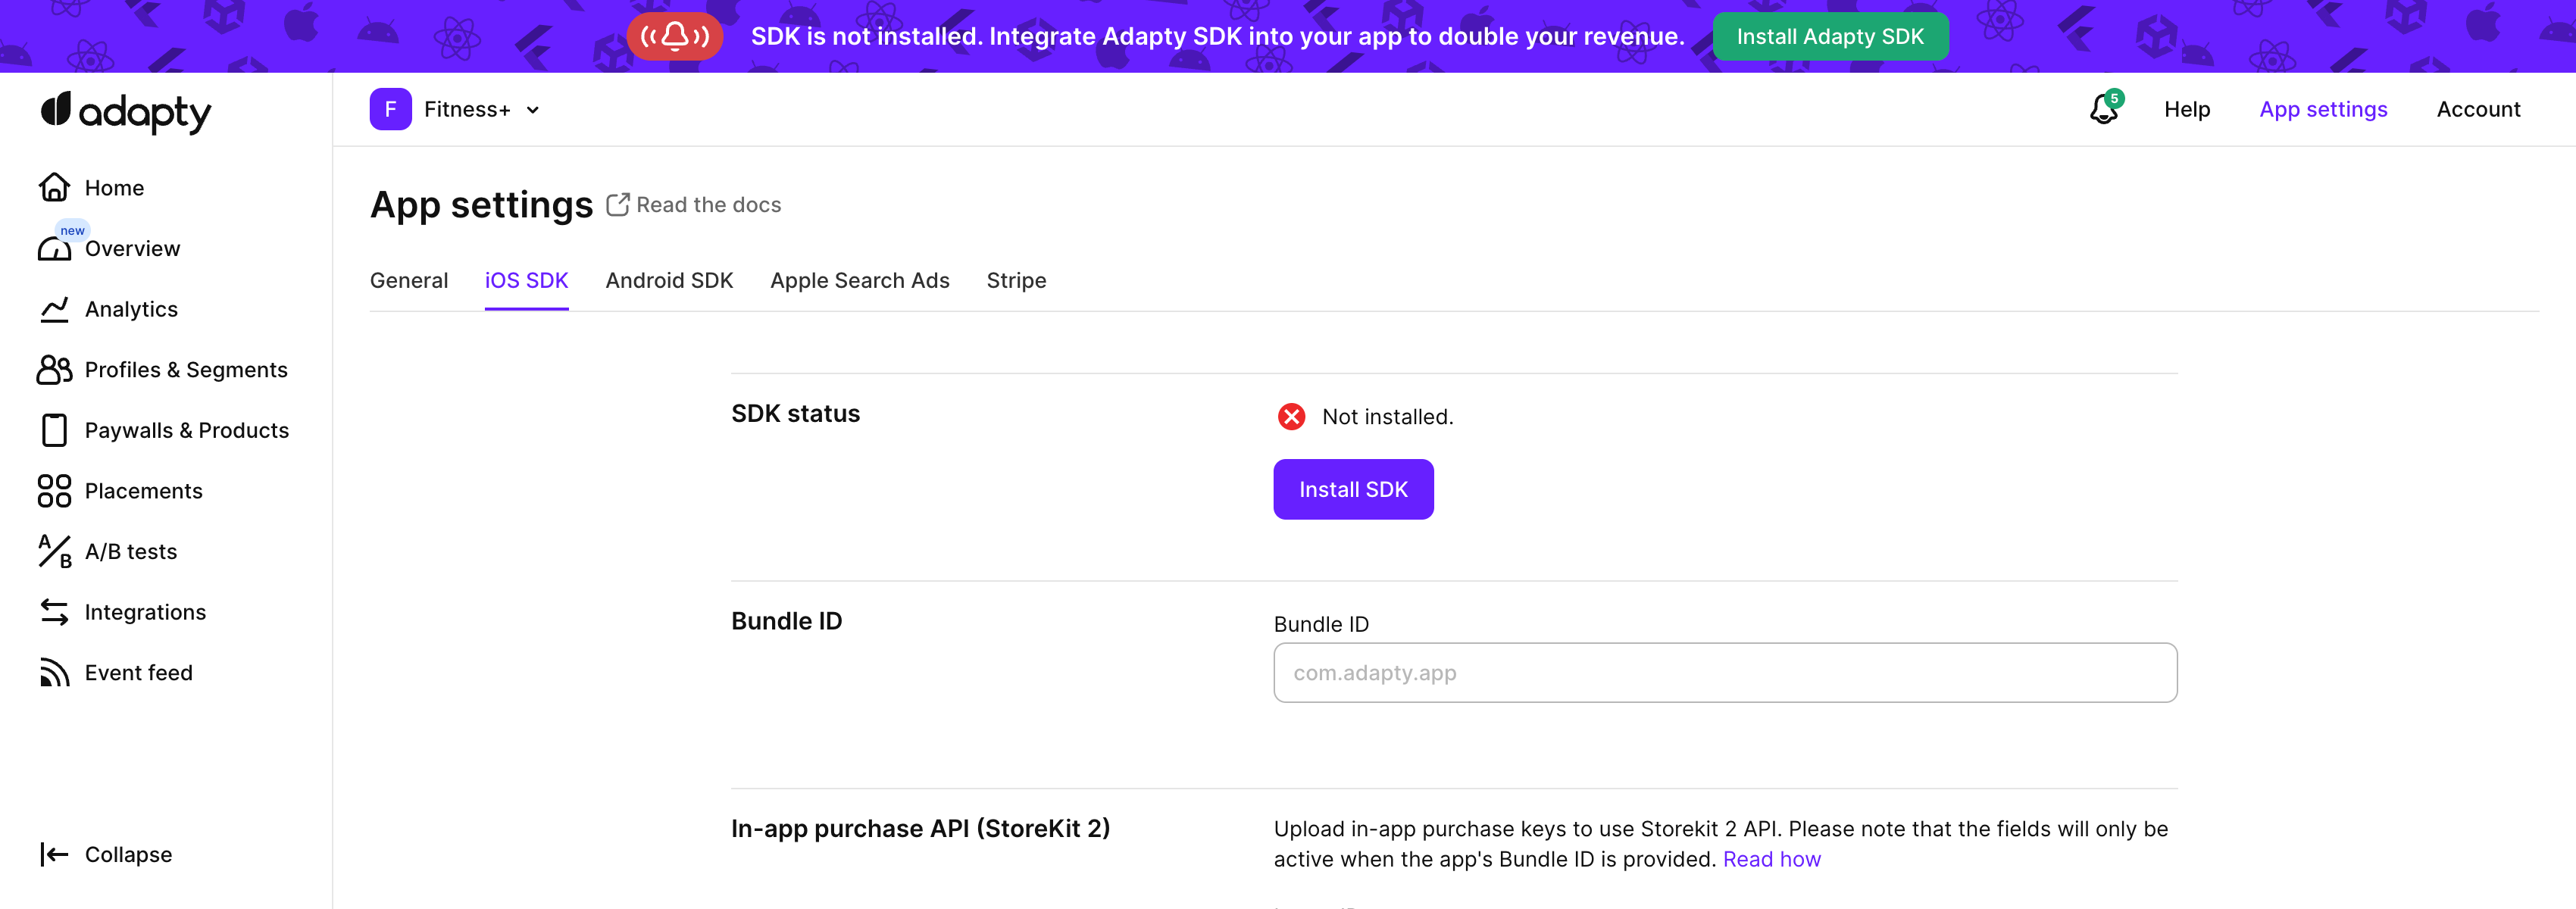 SDK is not installed. Integrate Adapty SDK into your app to double your revenue.
Install Adapty SDK
adapty
F
Fitness+
5
Help
App settings
Account
Home
new
Overview
Analytics
Profiles & Segments
Paywalls & Products
Placements
A/B
A/B tests
Integrations
Event feed
Collapse
App settings
Read the docs
General
iOS SDK
Android SDK
Apple Search Ads
Stripe
SDK status
Not installed.
Install SDK
Bundle ID
Bundle ID
com.adapty.app
In-app purchase API (StoreKit 2)
Upload in-app purchase keys to use Storekit 2 API. Please note that the fields will only be
active when the app's Bundle ID is provided. Read how